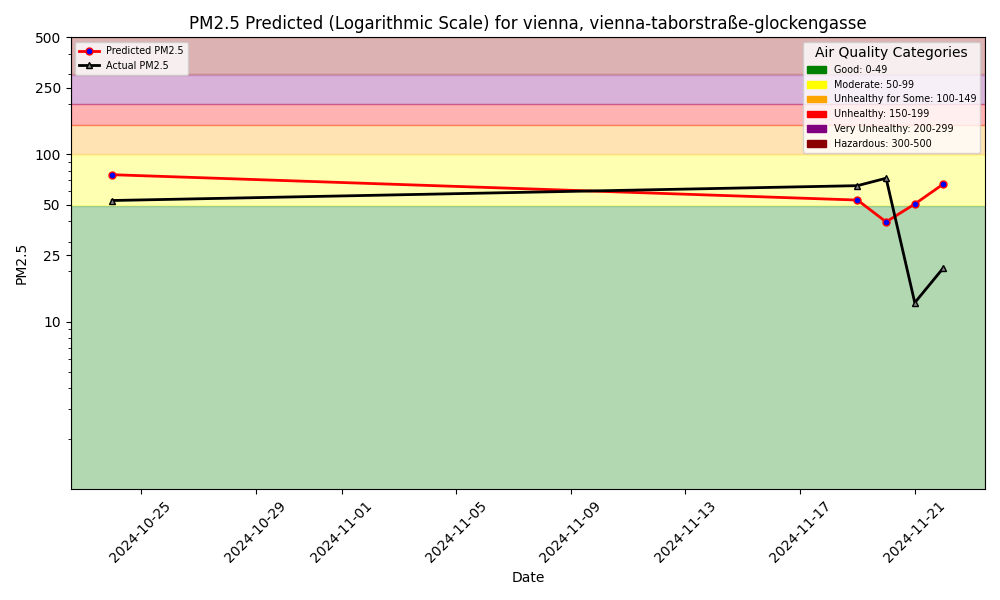 PM2.5 Predicted (Logarithmic Scale) for vienna, vienna-taborstraße-glockengasse
Predicted PM2.5
Actual PM2.5
Air Quality Categories
Good: 0-49
Moderate: 50-99
Unhealthy for Some: 100-149
Unhealthy: 150-199
Very Unhealthy: 200-299
Hazardous: 300-500
500
250
100
50
25
10
PM2.5
2024-10-25
2024-10-29
2024-11-01
2024-11-05
2024-11-09
2024-11-13
2024-11-17
2024-11-21
Date